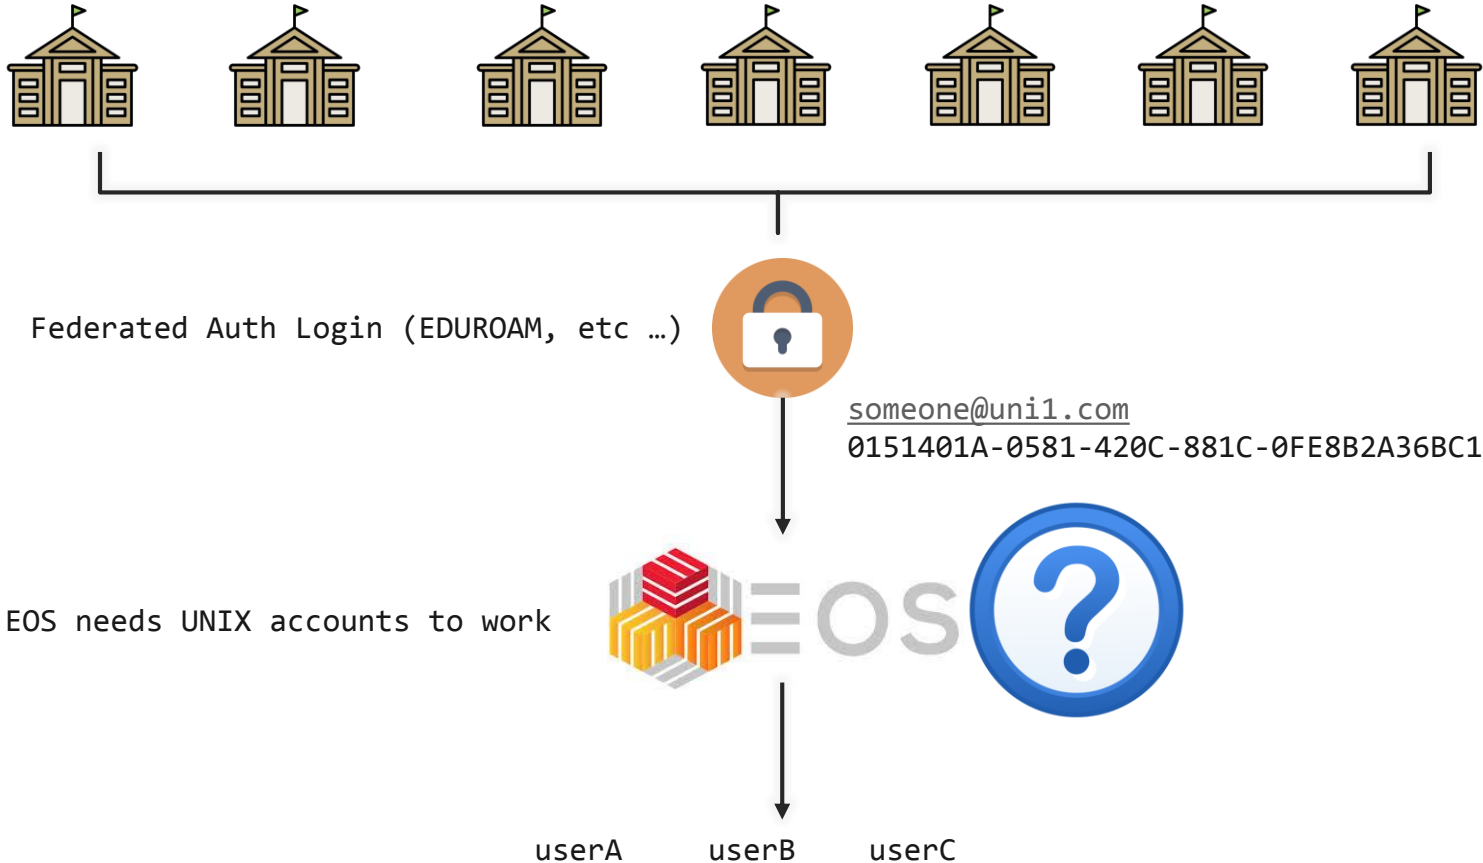 Federated Auth Login (EDUROAM, etc …)
someone@uni1.com
0151401A-0581-420C-881C-0FE8B2A36BC1
EOS needs UNIX accounts to work
EOS
userA userB userC